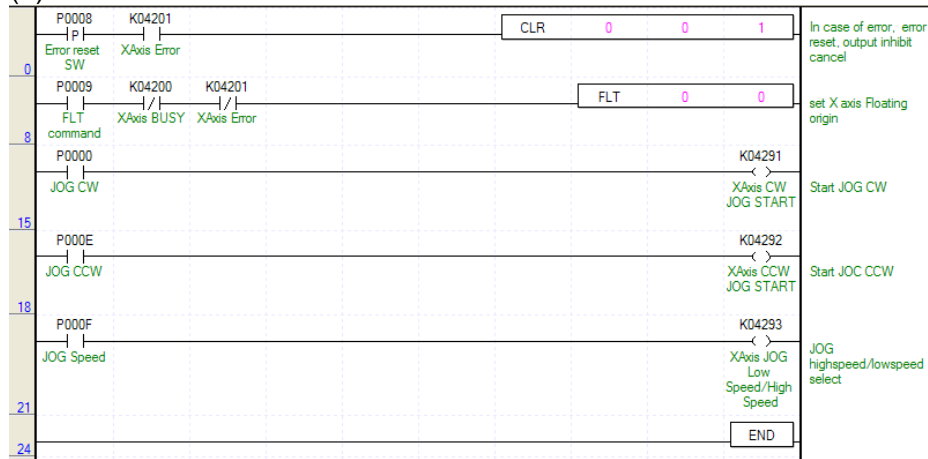 P0008 K04201
P
CLR 0 0 1
Error reset SW
XAxis Error
In case of error, error
reset, output inhibit
cancel
0
P0009 K04200 K04201
FLT 0 0
FLT command
XAxis BUSY XAxis Error
set X axis Floating
origin
8
P0000
K04291
JOG CW
XAxis CW
JOG START
Start JOG CW
15
P000E
K04292
JOG CCW
XAxis CCW
JOG START
Start JOC CCW
18
P000F
K04293
JOG Speed
XAxis JOG
Low
Speed/High
Speed
JOG
highspeed/lowspeed
select
21
END
24